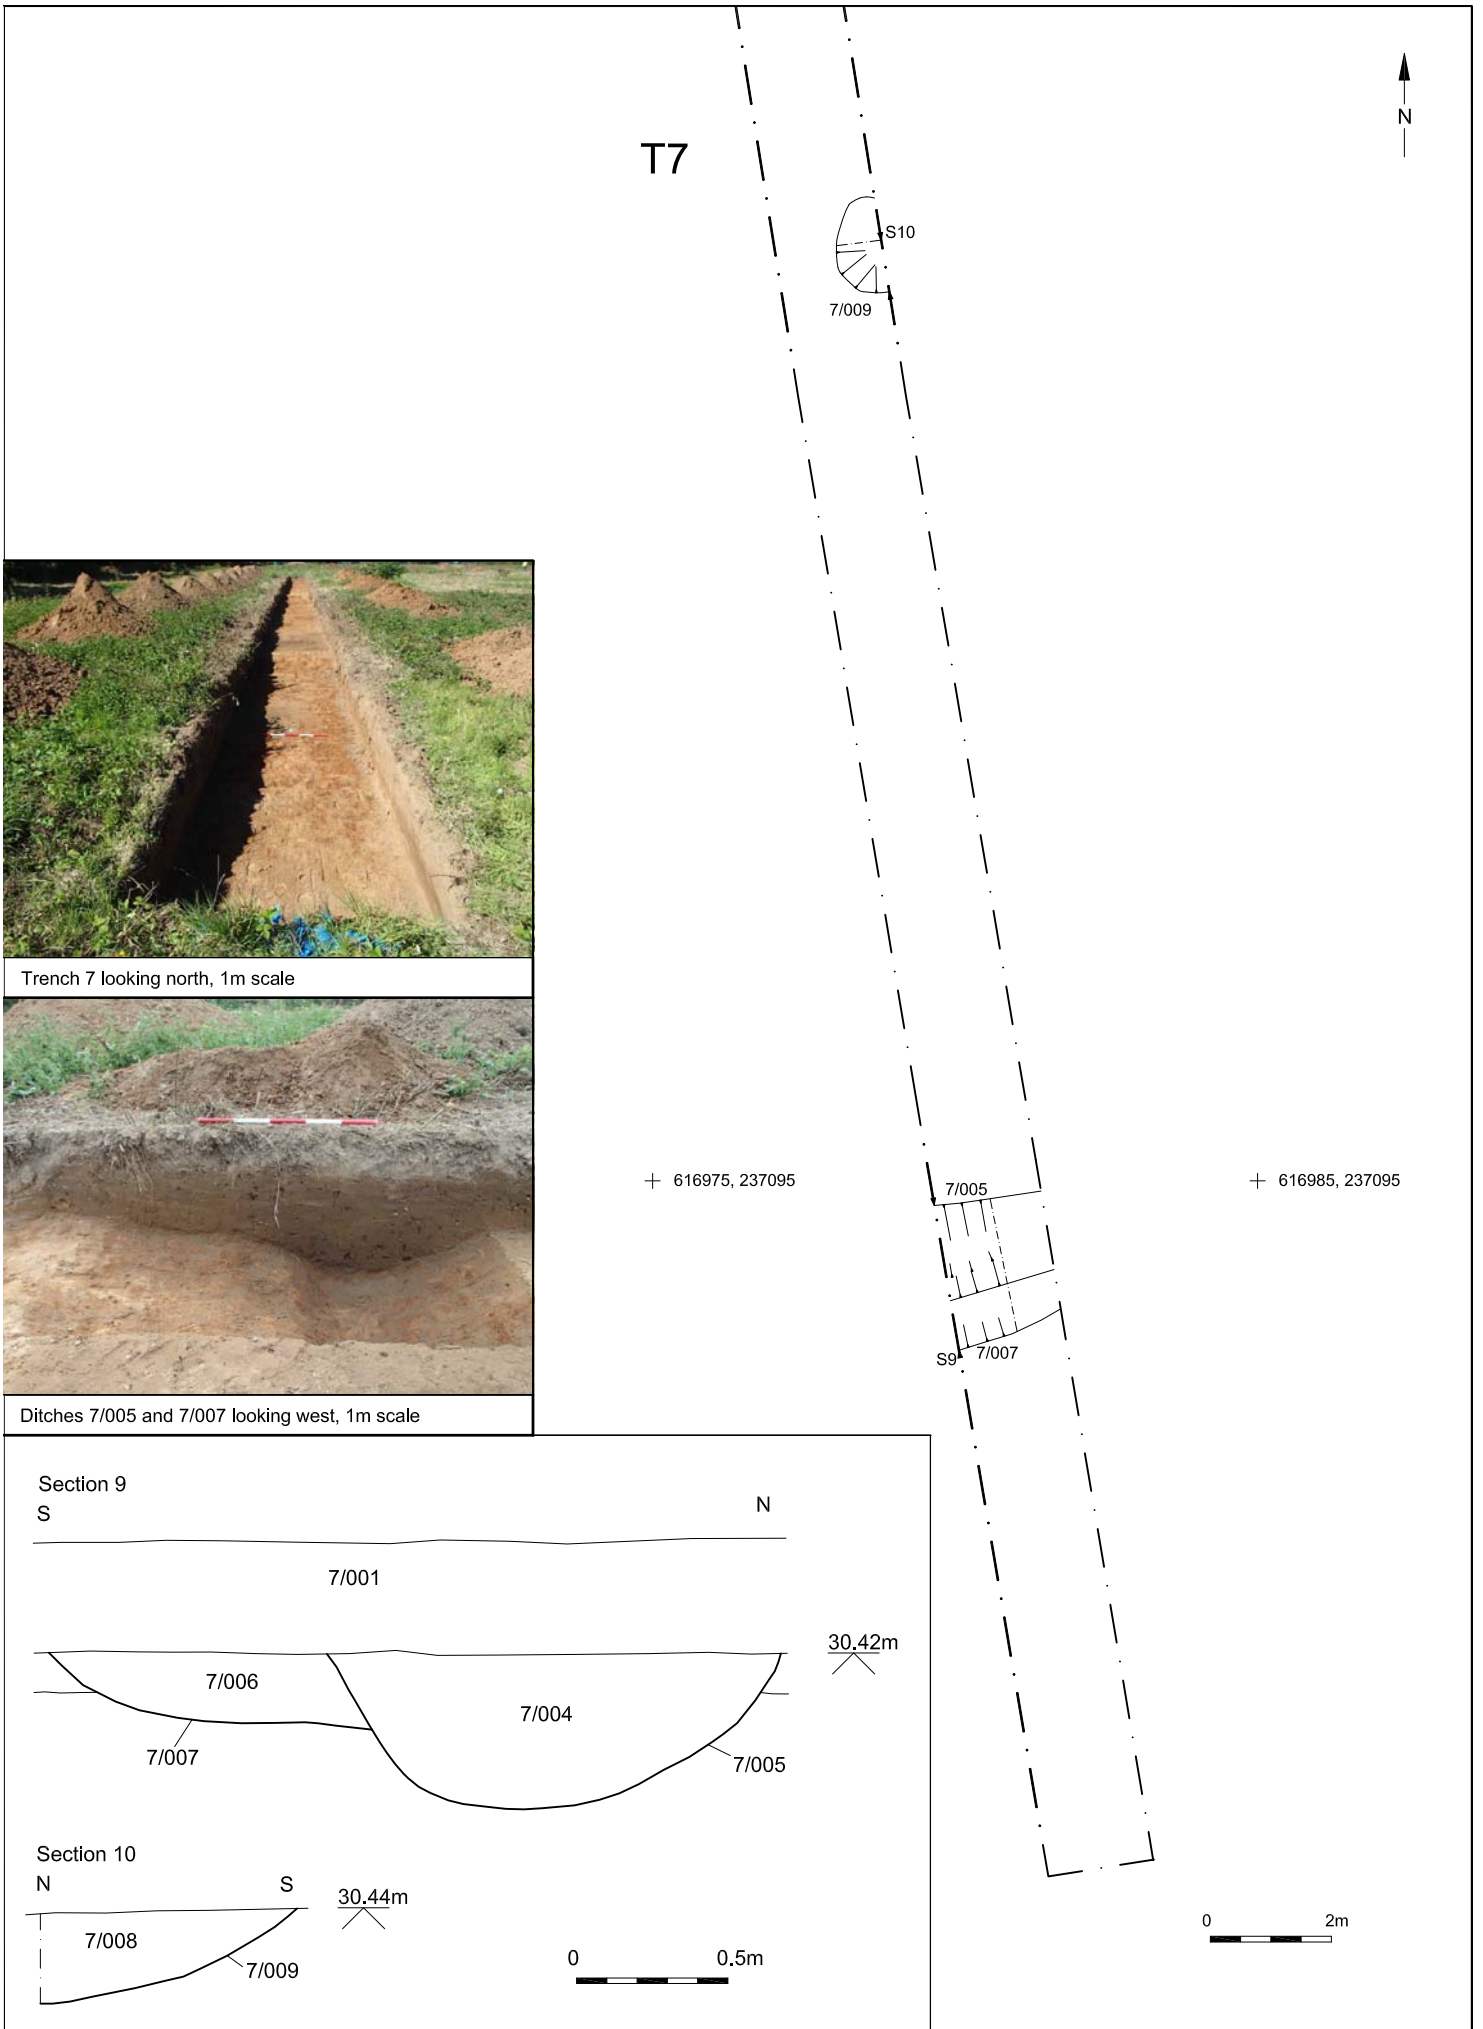 T7
N
S10
7/009
Trench 7 looking north, 1m scale
616975, 237095
616985, 237095
7/005
S9
7/007
Ditches 7/005 and 7/007 looking west, 1m scale
Section 9
S
N
7/001
30.42m
7/006
7/004
7/007
7/005
Section 10
N
S
30.44m
7/008
7/009
0
0.5m
0
2m